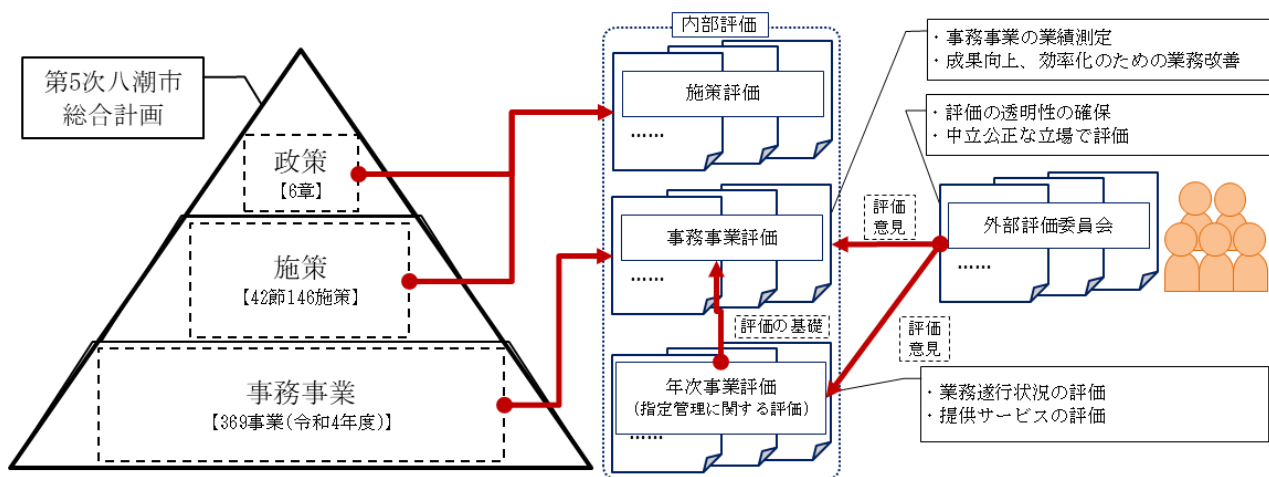 第5次八潮市
総合計画
政策
【6章】
施策
【42節146施策】
事務事業
【369事業(令和4年度)】
内部評価
施策評価
……
事務事業評価
……
評価の基礎
年次事業評価
(指定管理に関する評価)
・事務事業の業績測定
・成果向上、効率化のための業務改善
・評価の透明性の確保
・中立公正な立場で評価
評価
意見
外部評価委員会
……
評価
意見
・業務遂行状況の評価
・提供サービスの評価